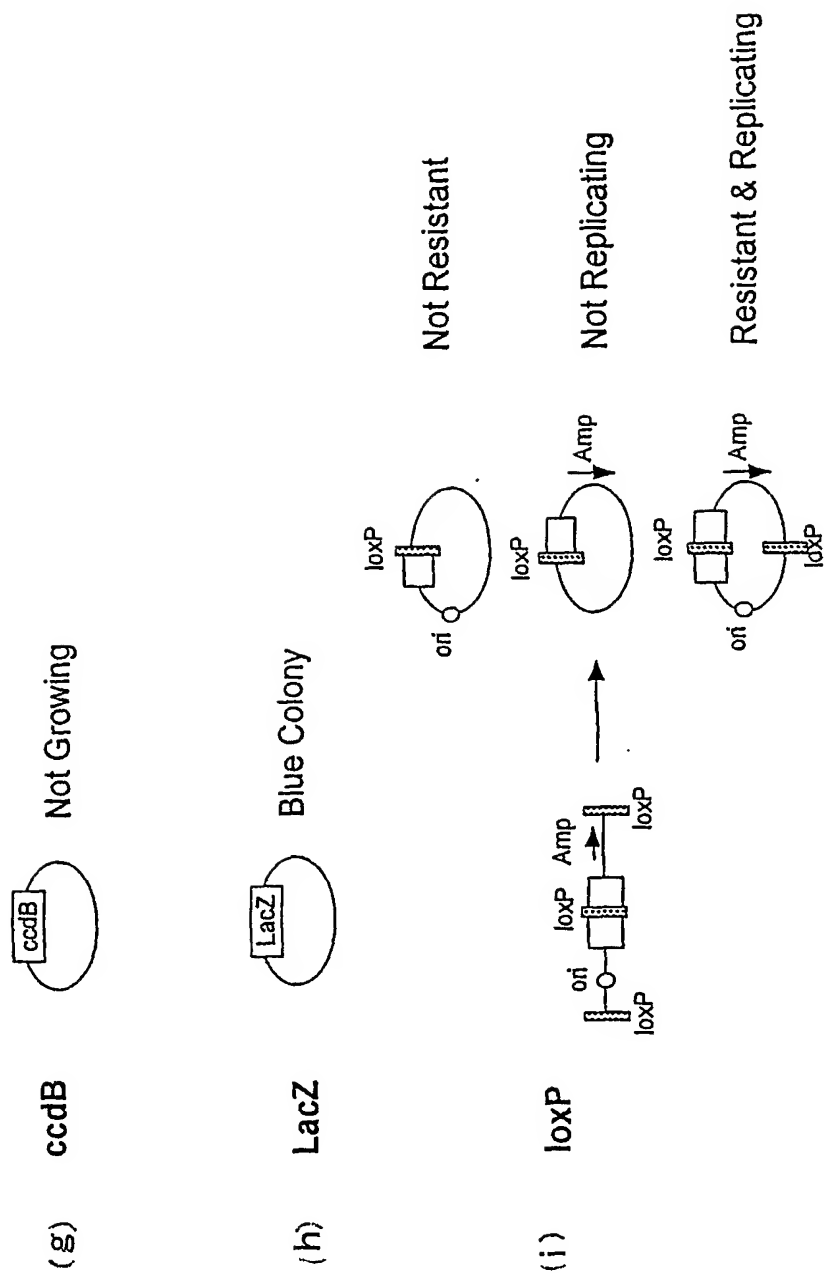 (g) ccdB
ccdB
Not Growing
(h) LacZ
LacZ
Blue Colony
(i) loxP
loxP
ori
loxP
Amp
loxP
loxP
ori
Not Resistant
loxP
Amp
Not Replicating
loxP
ori
Amp
loxP
Resistant & Replicating